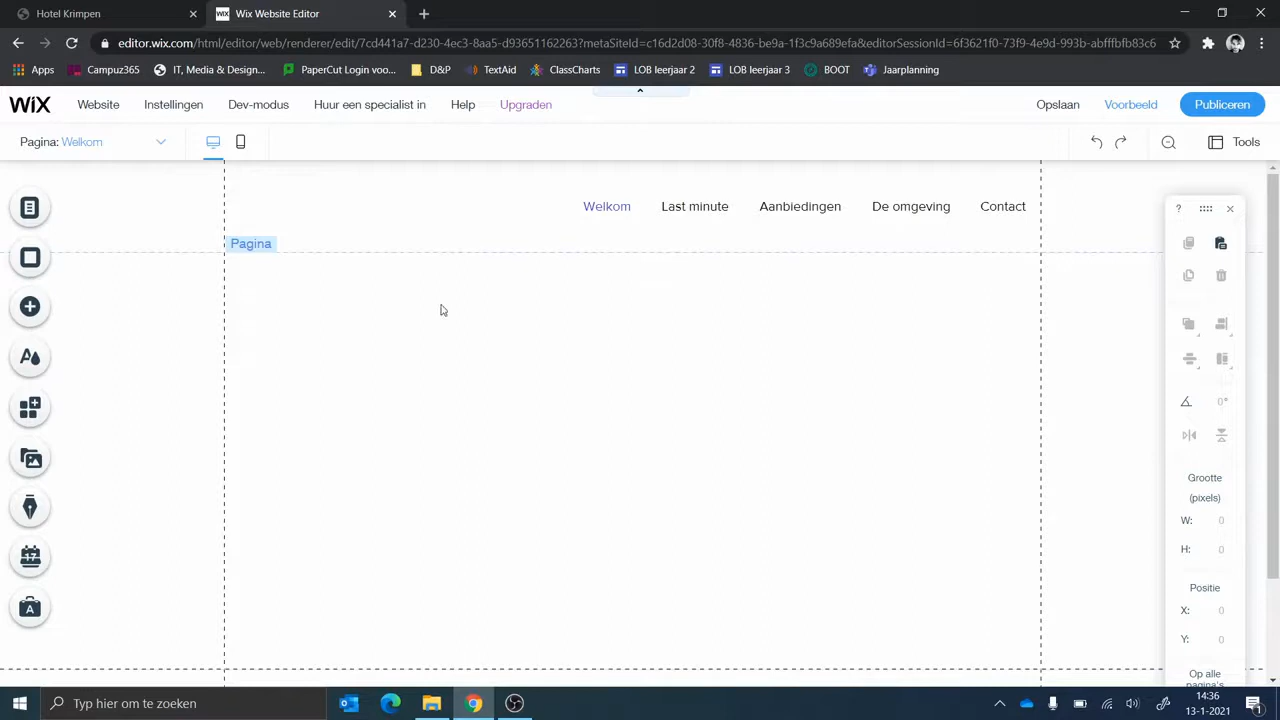 Hotel Krimpen
WiX Wix Website Editor
editor.wix.com/html/editor/web/renderer/edit/7cd441a7-d230-4ec3-8aa5-d93651162263?metaSiteId=c16d2d08-30f8-4836-be9a-1f3c9a689efa&editorSessionId=6f3621f0-73f9-4e9d-993b-abfffbfb83c6
Apps Campuz365 IT, Media & Design... PaperCut Login voo... D&P TextAid ClassCharts LOB leerjaar 2 LOB leerjaar 3 BOOT Jaarplanning
WiX Website Instellingen Dev-modus Huur een specialist in Help Upgraden Opslaan Voorbeeld Publiceren
Pagina: Welkom Tools
Welkom Last minute Aanbiedingen De omgeving Contact
?
Pagina
0°
Grootte
(pixels)
W: 0
H: 0
Positie
X: 0
Y: 0
Op alle
pagina's
17
A
Typ hier om te zoeken
14:36
13-1-2021
1